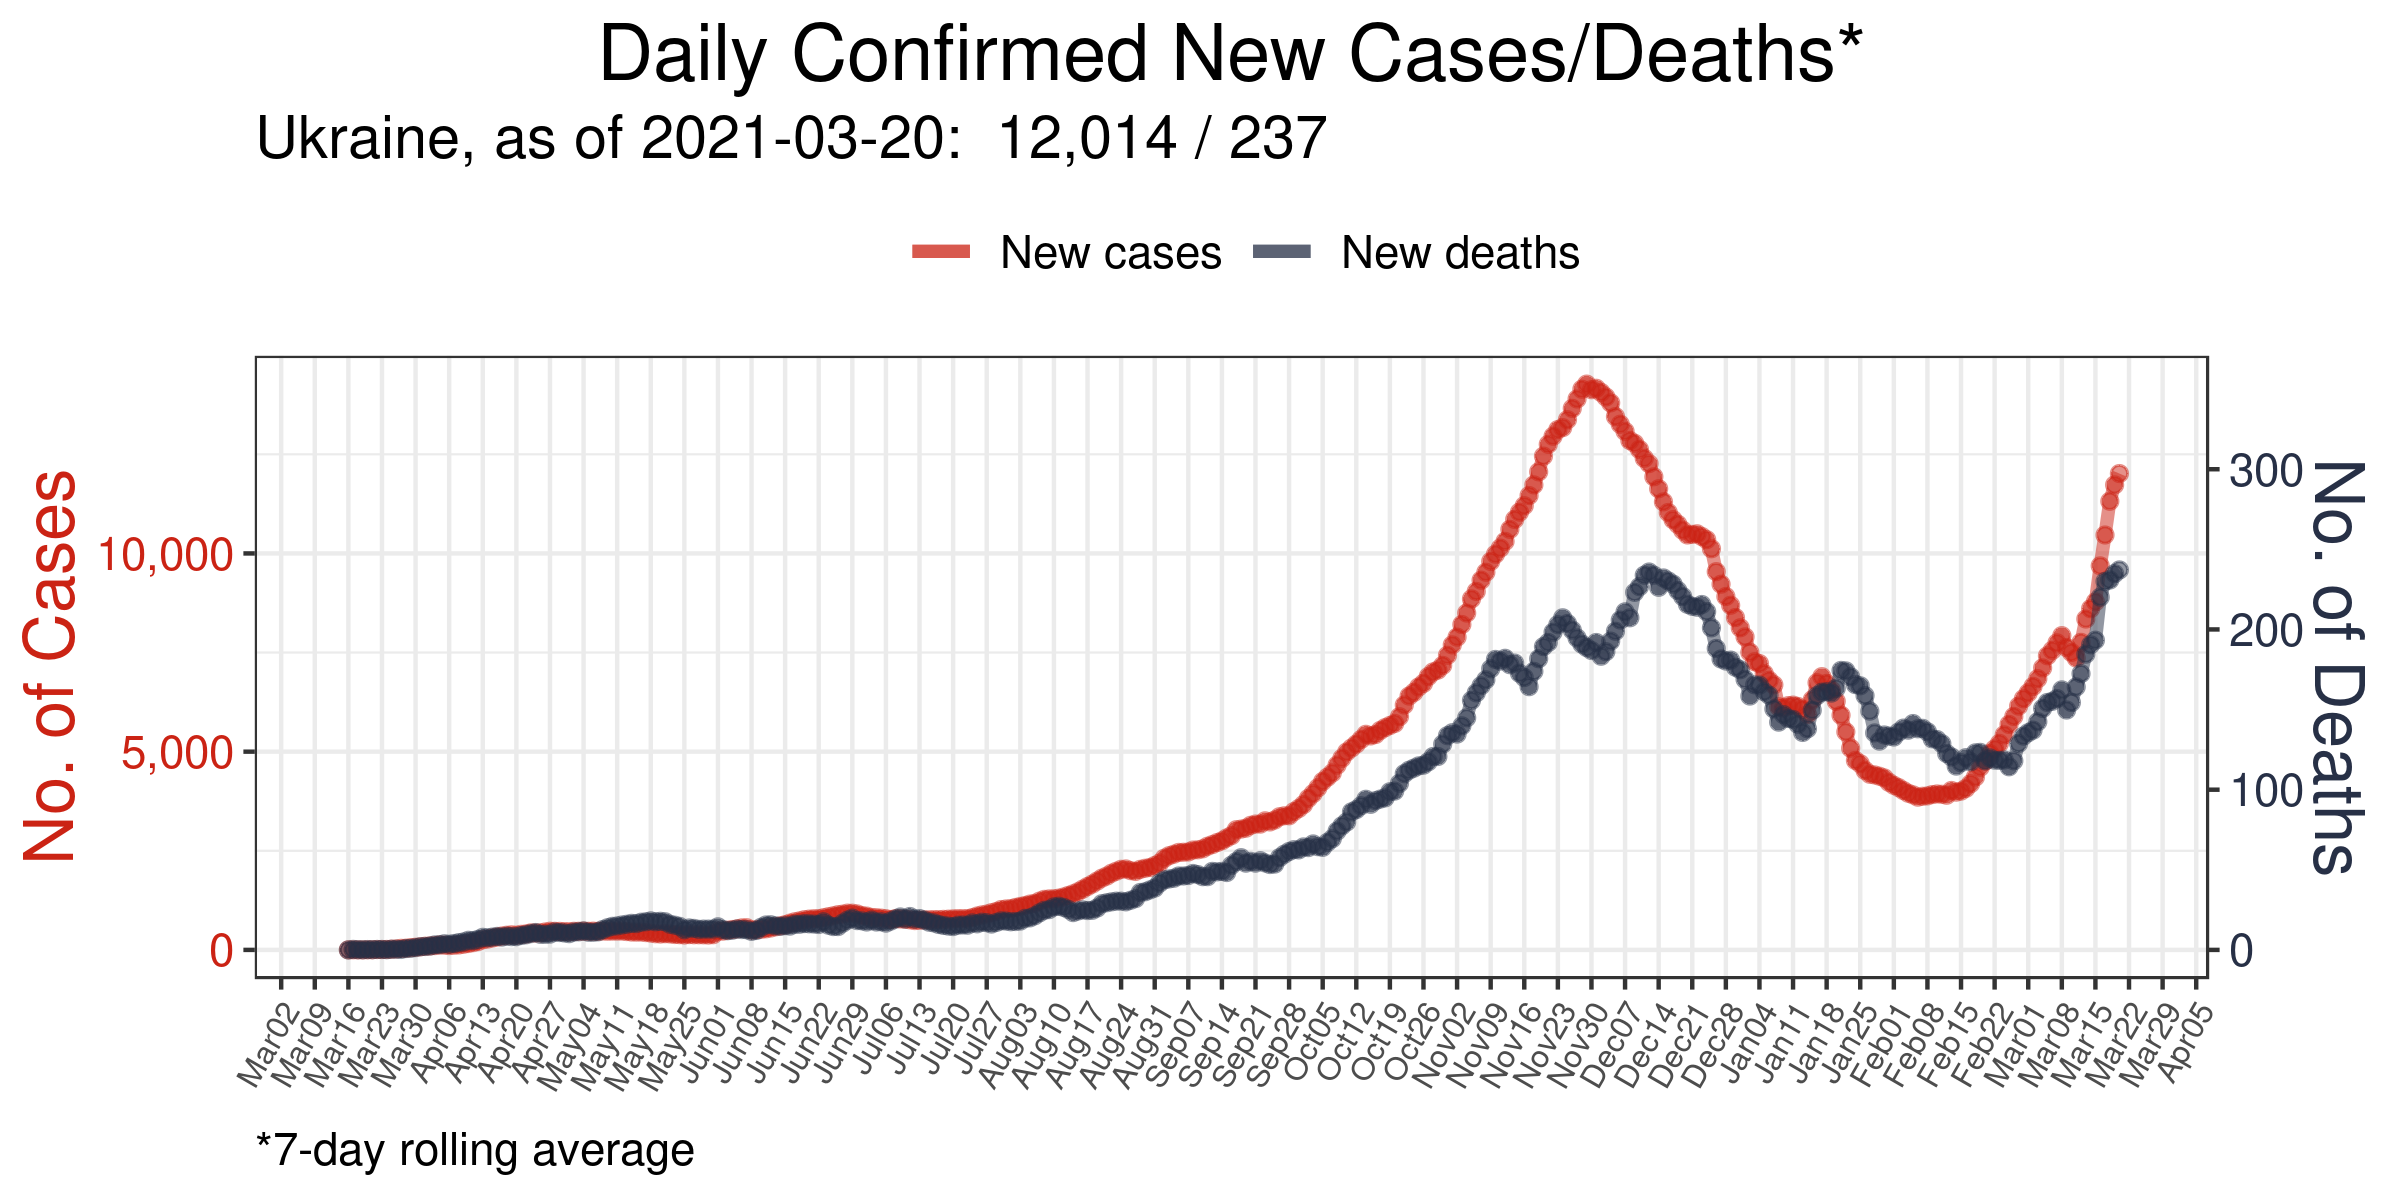 Daily Confirmed New Cases/Deaths*
Ukraine, as of 2021-03-20:  12,014 / 237
New cases
New deaths
No. of Cases
10,000
5,000
0
300
200
100
0
No. of Deaths
Mar02
Mar09
Mar16
Mar23
Mar30
Apr06
Apr13
Apr20
Apr27
May04
May11
May18
May25
Jun01
Jun08
Jun15
Jun22
Jun29
Jul06
Jul13
Jul20
Jul27
Aug03
Aug10
Aug17
Aug24
Aug31
Sep07
Sep14
Sep21
Sep28
Oct05
Oct12
Oct19
Oct26
Nov02
Nov09
Nov16
Nov23
Nov30
Dec07
Dec14
Dec21
Dec28
Jan04
Jan11
Jan18
Jan25
Feb01
Feb08
Feb15
Feb22
Mar01
Mar08
Mar15
Mar22
Mar29
Apr05
*7-day rolling average